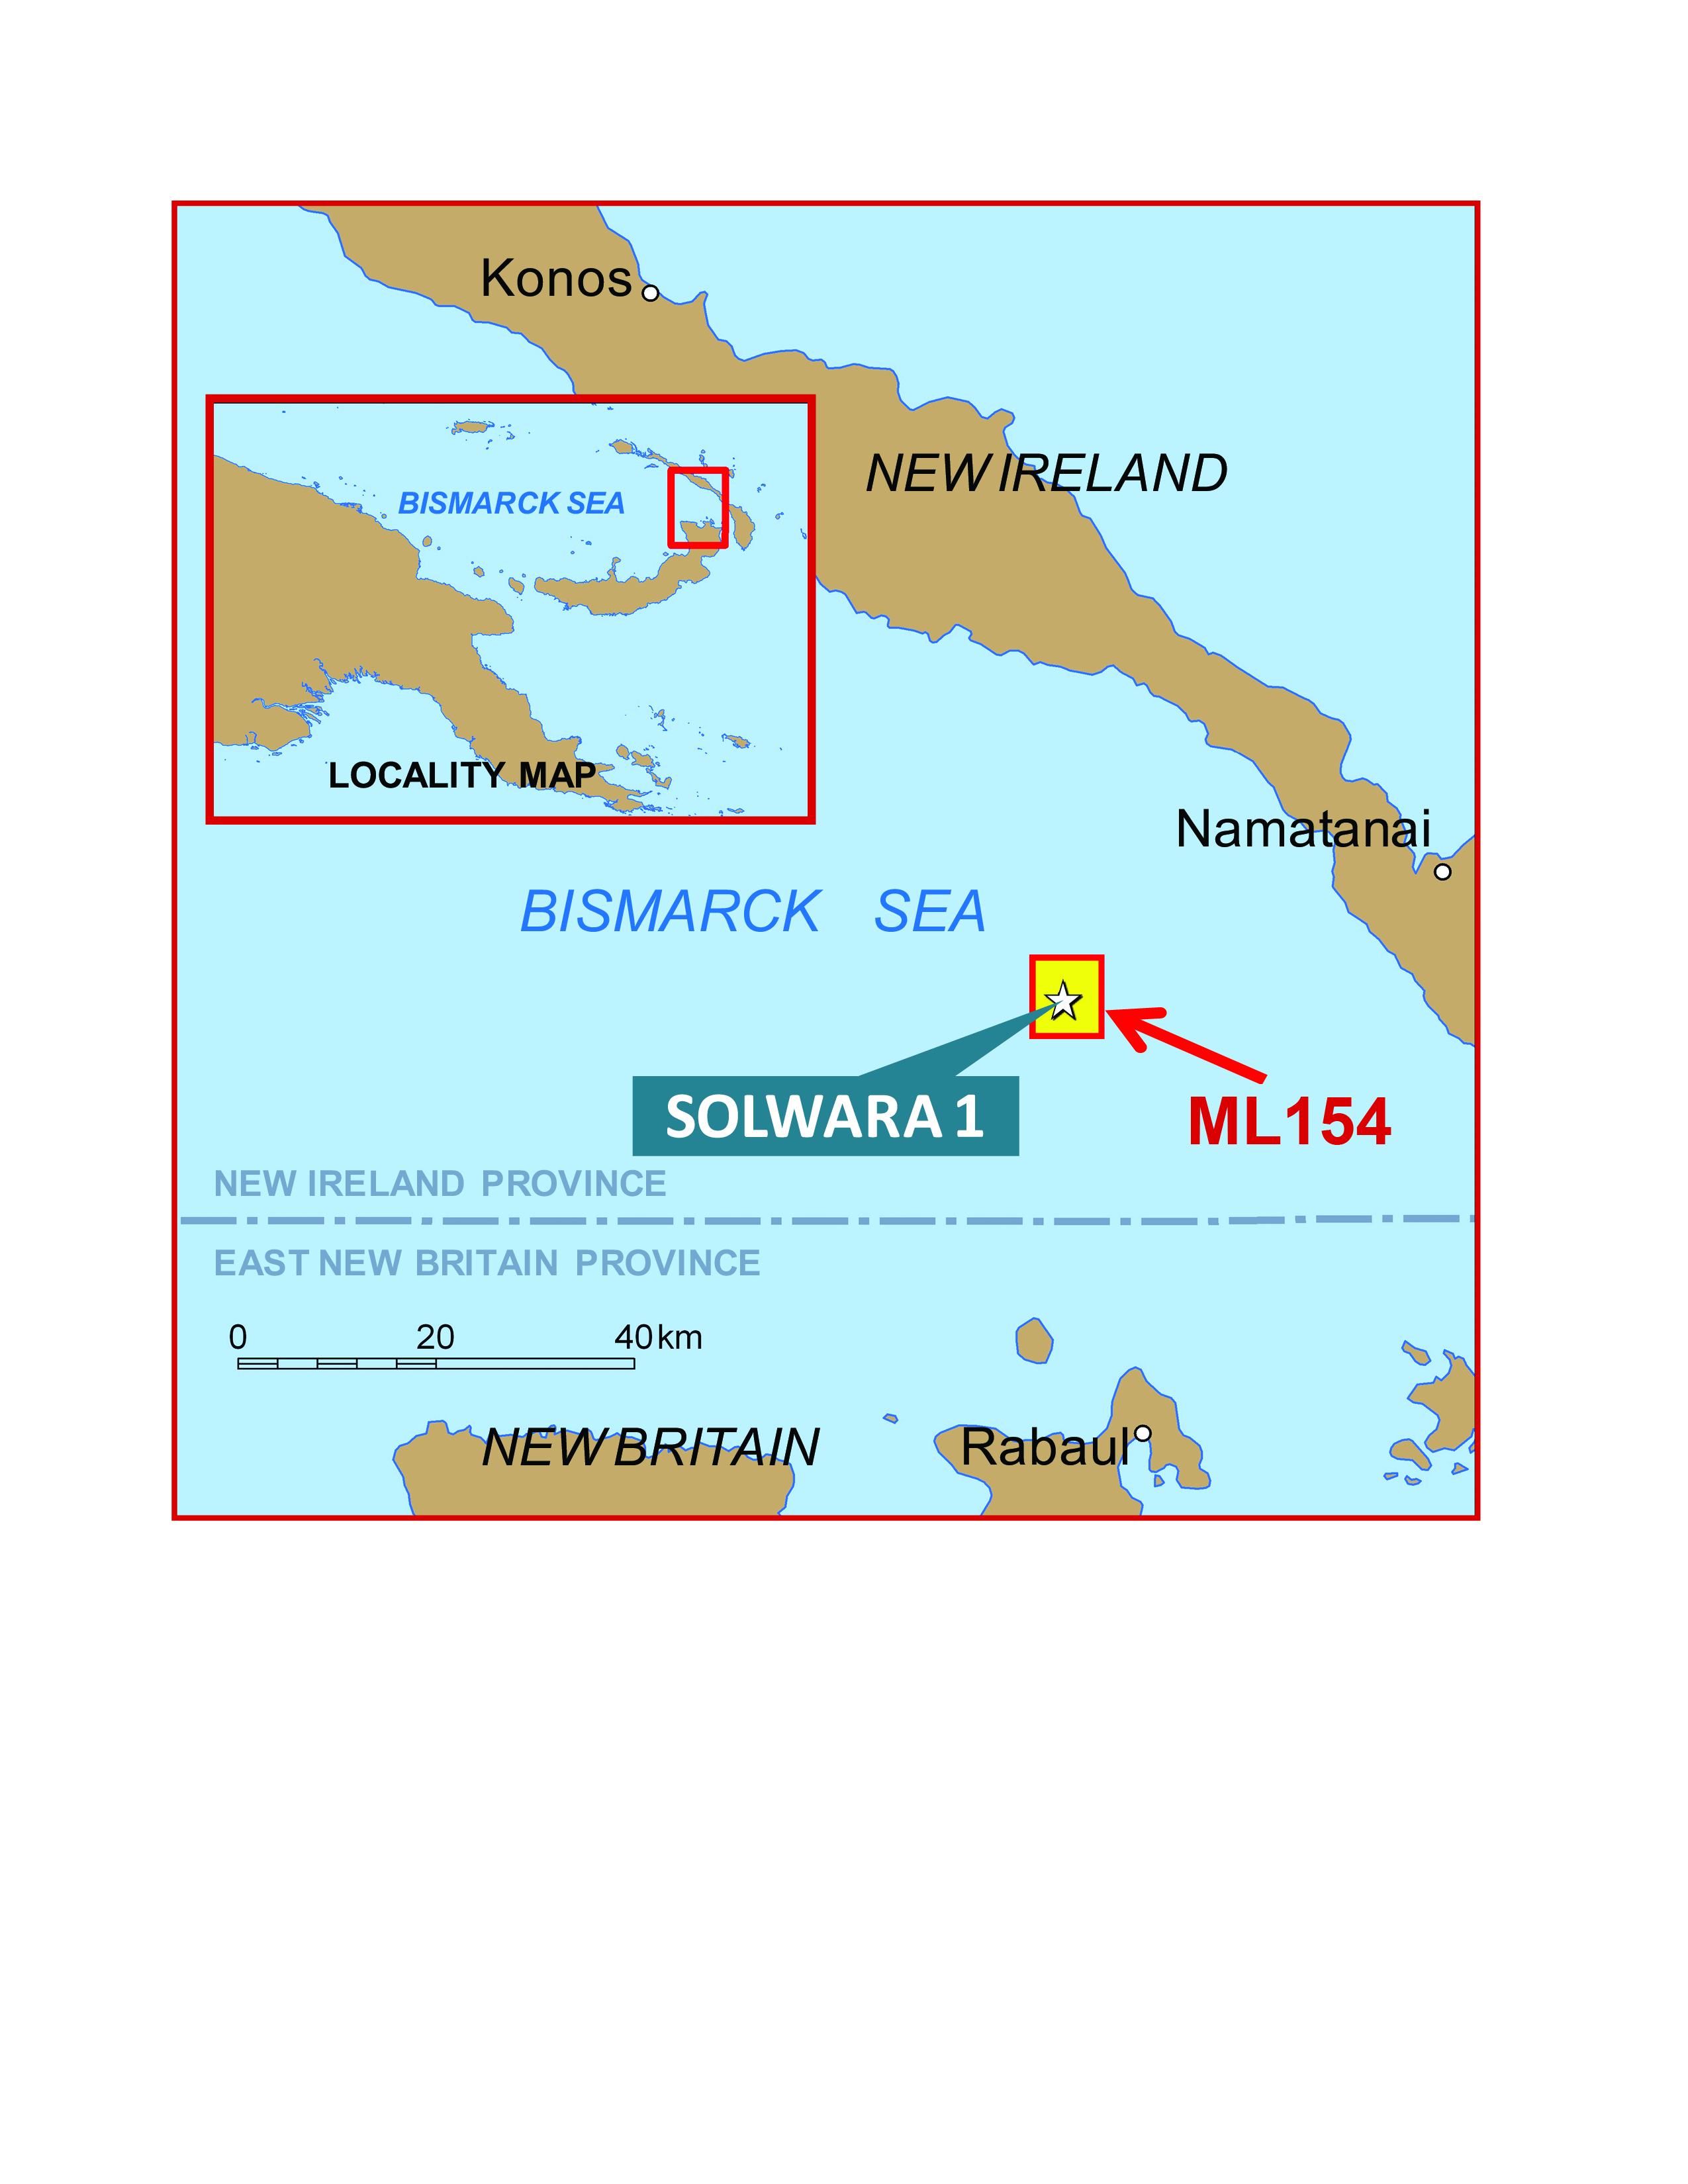 Konos
NEW IRELAND
BISMARCK SEA
LOCALITY MAP
Namatanai
BISMARCK SEA
SOLWARA 1
ML154
NEW IRELAND PROVINCE
EAST NEW BRITAIN PROVINCE
0 20 40 km
NEW BRITAIN
Rabaul